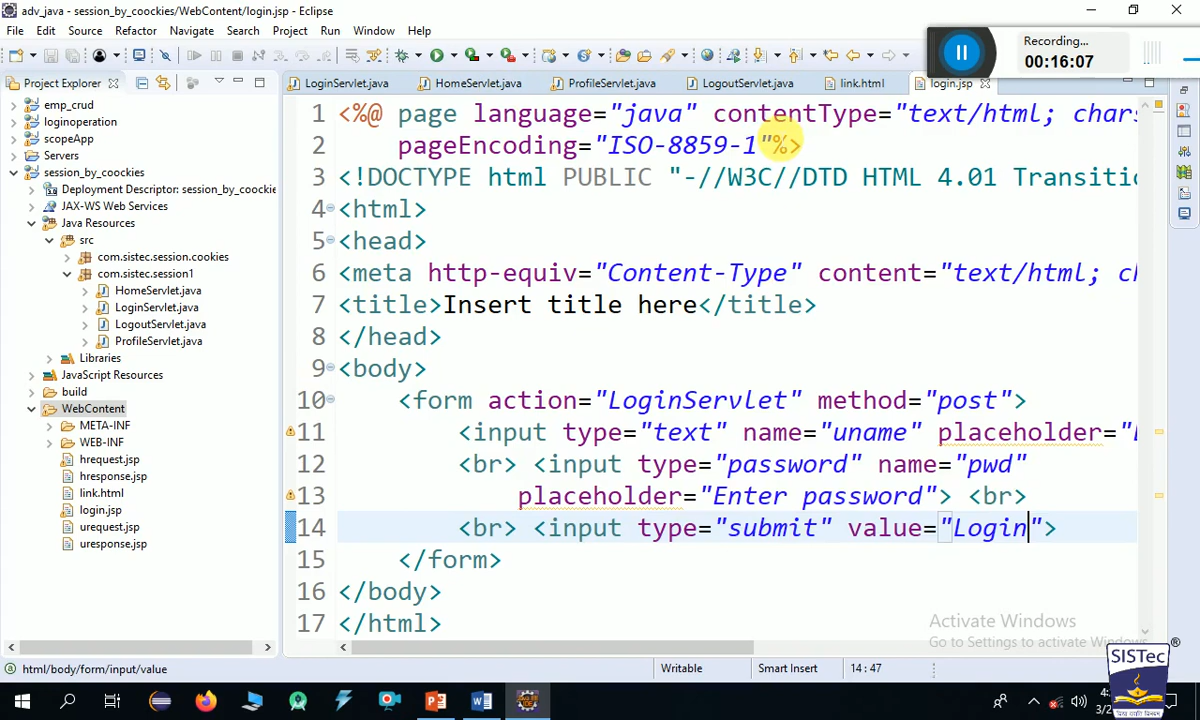 adv_java - session_by_coockies/WebContent/login.jsp - Eclipse
File Edit Source Refactor Navigate Search Project Run Window Help
Recording...
00:16:07
Project Explorer
LoginServlet.java HomeServlet.java ProfileServlet.java LogoutServlet.java link.html login.jsp
emp_crud
loginoperation
scopeApp
Servers
session_by_coockies
Deployment Descriptor: session_by_coockie
JAX-WS Web Services
Java Resources
src
com.sistec.session.cookies
com.sistec.session1
HomeServlet.java
LoginServlet.java
LogoutServlet.java
ProfileServlet.java
Libraries
JavaScript Resources
build
WebContent
META-INF
WEB-INF
hrequest.jsp
hresponse.jsp
link.html
login.jsp
urequest.jsp
uresponse.jsp
1 <%@ page language="java" contentType="text/html; chars
2 pageEncoding="ISO-8859-1"%>
3 <!DOCTYPE html PUBLIC "-//W3C//DTD HTML 4.01 Transitio
4 <html>
5 <head>
6 <meta http-equiv="Content-Type" content="text/html; ch
7 <title>Insert title here</title>
8 </head>
9 <body>
10 <form action="LoginServlet" method="post">
11 <input type="text" name="uname" placeholder=
12 <br> <input type="password" name="pwd"
13 placeholder="Enter password"> <br>
14 <br> <input type="submit" value="Login">
15 </form>
16 </body>
17 </html>
Activate Windows
Go to Settings to activate Windows.
SISTec
®
html/body/form/input/value
Writable Smart Insert 14 : 47